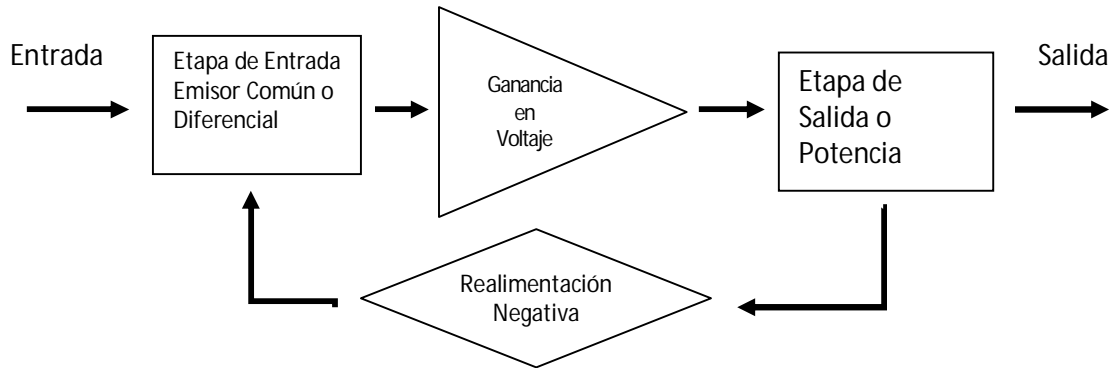 Entrada
Etapa de Entrada
Emisor Común o
Diferencial
Ganancia
en
Voltaje
Etapa de
Salida o
Potencia
Salida
Realimentación
Negativa